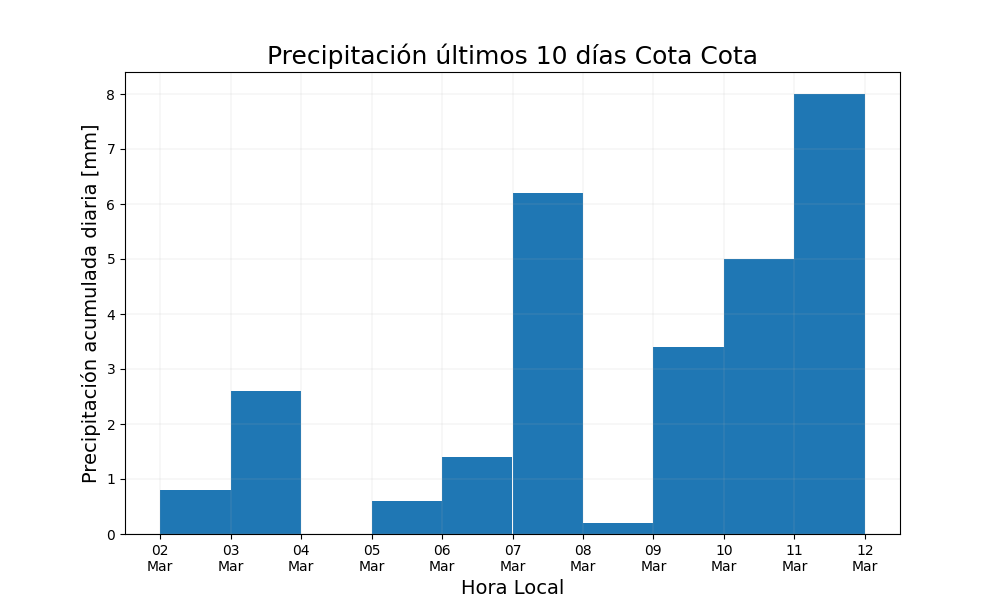 Precipitación últimos 10 días Cota Cota
Precipitación acumulada diaria [mm]
8
7
6
5
4
3
2
1
0
02 03 04 05 06 07 08 09 10 11 12
Mar Mar Mar Mar Mar Mar Mar Mar Mar Mar Mar
Hora Local